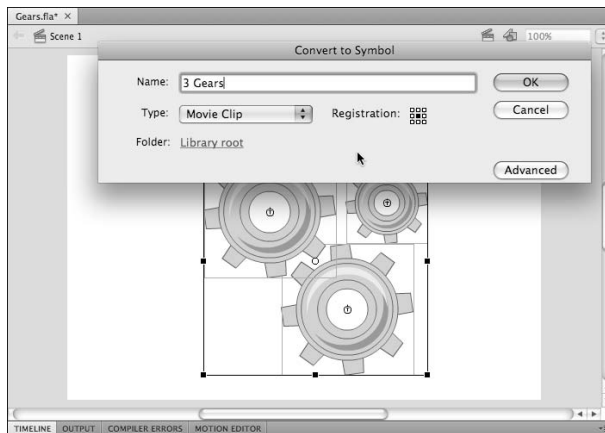 Gears.fla* ×
Scene 1
100%
Convert to Symbol
Name: 3 Gears
OK
Type: Movie Clip
Registration:
Cancel
Folder: Library root
Advanced
TIMELINE OUTPUT COMPILER ERRORS MOTION EDITOR